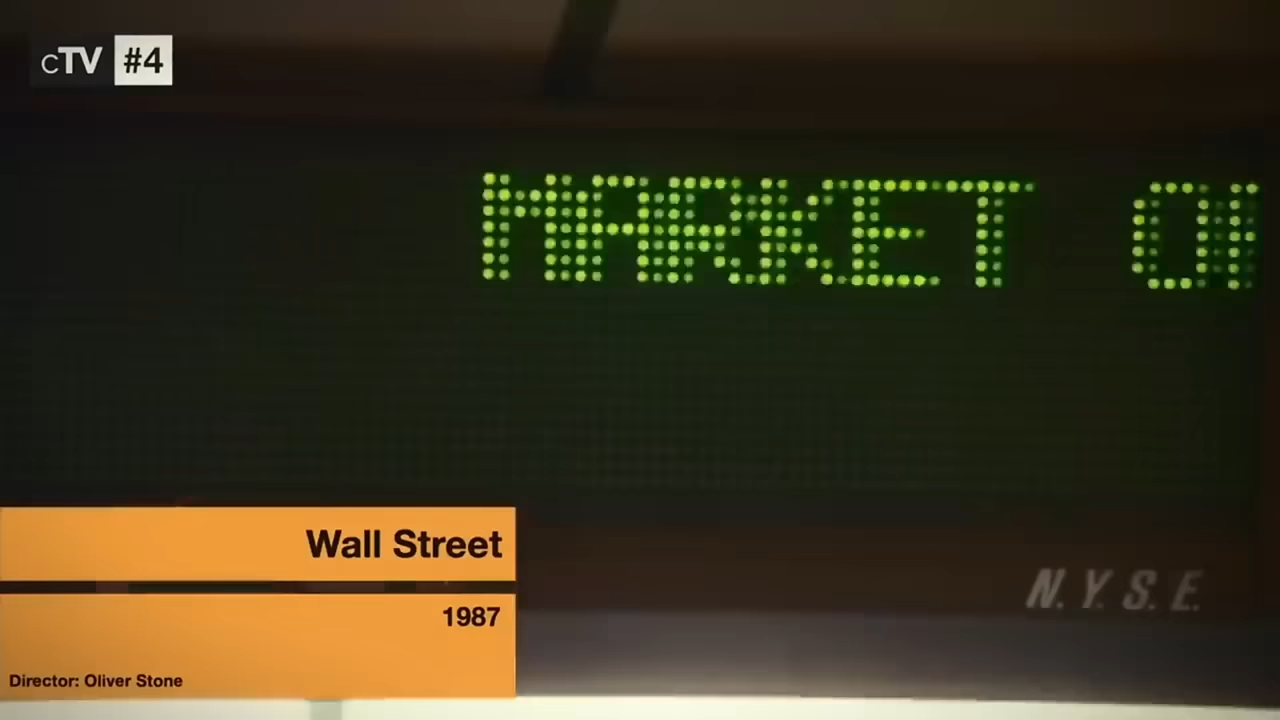 cTV #4
MARKET
Wall Street
1987
N. Y. S. E.
Director: Oliver Stone